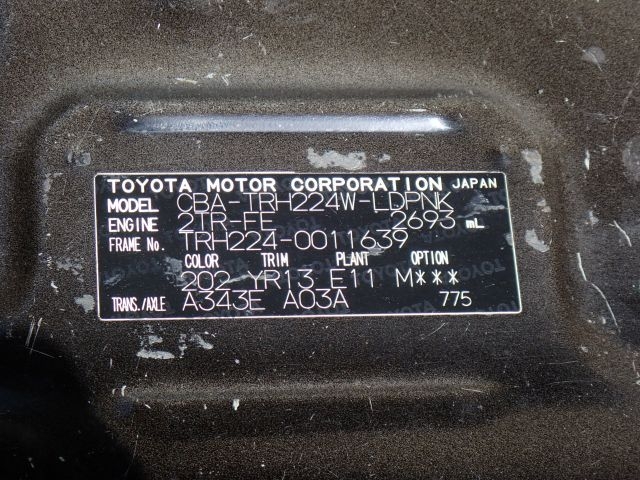 TOYOTA MOTOR CORPORATION JAPAN
MODEL CBA-TRH224W-LDPNK
ENGINE 2TR-FE 2693 mL
FRAME No. TRH224-0011639
COLOR TRIM PLANT OPTION
202 YR13 E11 M***
TRANS./AXLE A343E A03A 775